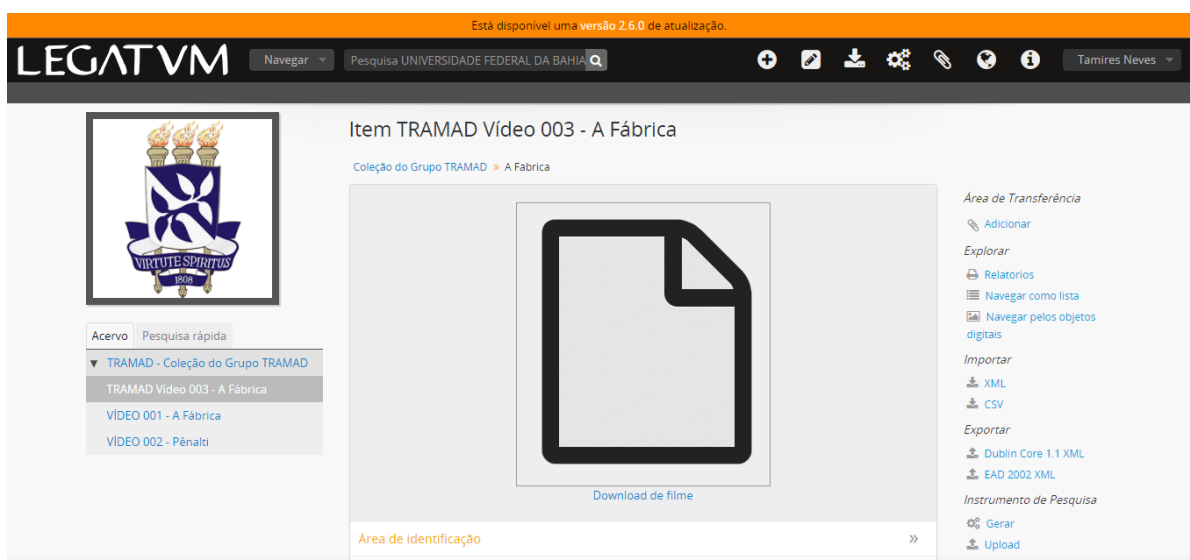 Está disponível uma versão 2.6.0 de atualização.
LEGATVM
Navegar
Pesquisa UNIVERSIDADE FEDERAL DA BAHIA
Tamires Neves
VIRTUTE SPIRITUS
1808
Acervo Pesquisa rápida
TRAMAD - Coleção do Grupo TRAMAD
TRAMAD Vídeo 003 - A Fábrica
VÍDEO 001 - A Fábrica
VÍDEO 002 - Pênalti
Item TRAMAD Vídeo 003 - A Fábrica
Coleção do Grupo TRAMAD » A Fabrica
Download de filme
Área de identificação »
Área de Transferência
Adicionar
Explorar
Relatorios
Navegar como lista
Navegar pelos objetos
digitais
Importar
XML
CSV
Exportar
Dublin Core 1.1 XML
EAD 2002 XML
Instrumento de Pesquisa
Gerar
Upload